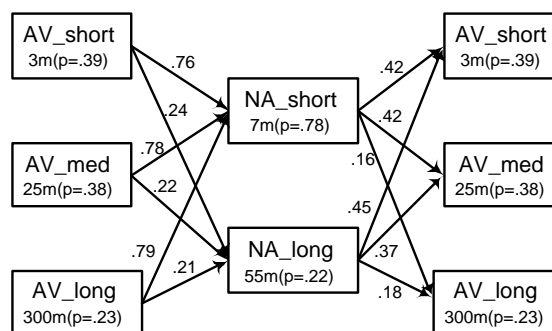 AV_short
3m(p=.39)
AV_med
25m(p=.38)
AV_long
300m(p=.23)
.76
.24
.78
.22
.79
.21
NA_short
7m(p=.78)
NA_long
55m(p=.22)
.42
.42
.16
.45
.37
.18
AV_short
3m(p=.39)
AV_med
25m(p=.38)
AV_long
300m(p=.23)